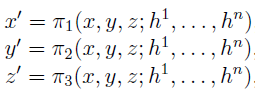 x′ = π₁(x, y, z; h¹, . . . , hⁿ)
y′ = π₂(x, y, z; h¹, . . . , hⁿ).
z′ = π₃(x, y, z; h¹, . . . , hⁿ).